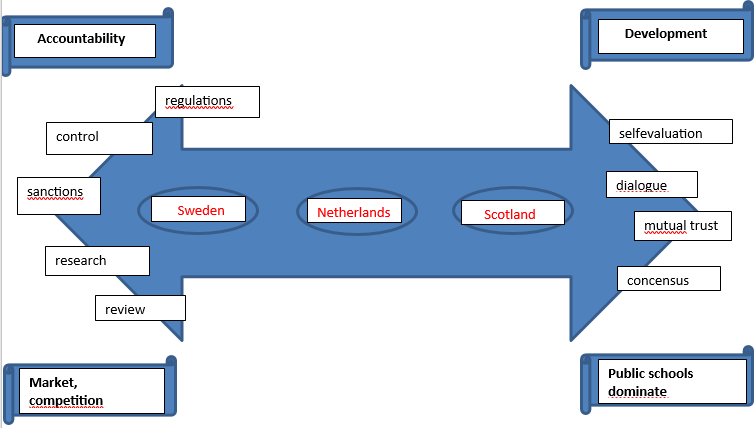 Accountability
Development
regulations
control
sanctions
research
review
Sweden
Netherlands
Scotland
selfevaluation
dialogue
mutual trust
concensus
Market,
competition
Public schools
dominate